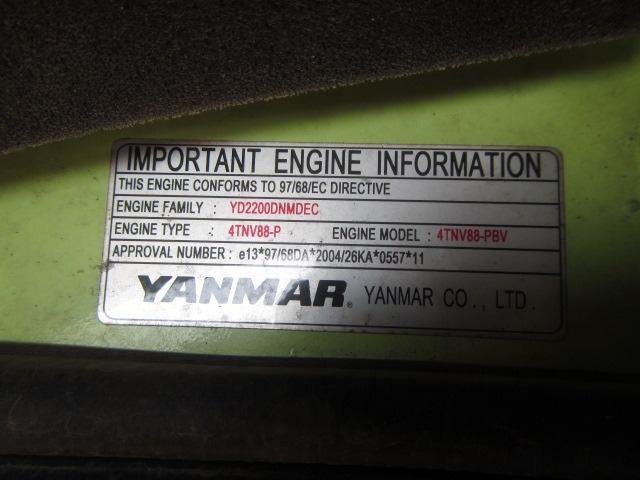 IMPORTANT ENGINE INFORMATION
THIS ENGINE CONFORMS TO 97/68/EC DIRECTIVE
ENGINE FAMILY : YD2200DNMDEC
ENGINE TYPE : 4TNV88-P ENGINE MODEL : 4TNV88-PBV
APPROVAL NUMBER : e13*97/68DA*2004/26KA*0557*11
YANMAR® YANMAR CO., LTD.